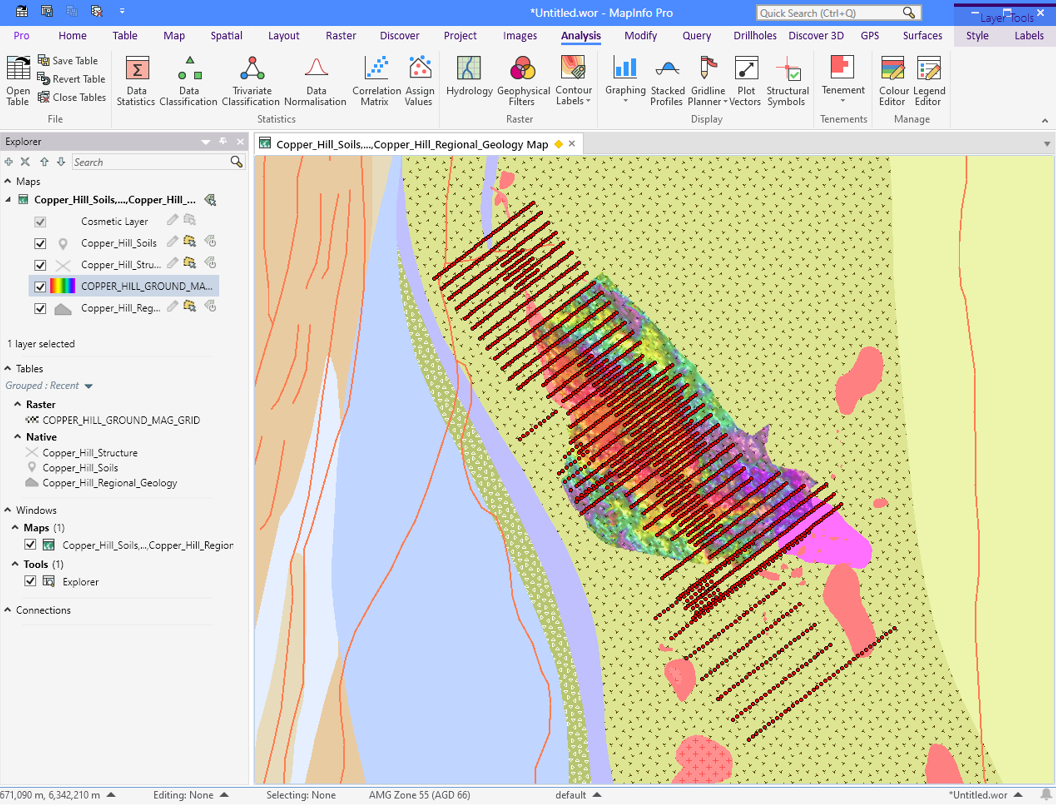 *Untitled.wor - MapInfo Pro
Quick Search (Ctrl+Q)
Layer Tools
Pro Home Table Map Spatial Layout Raster Discover Project Images Analysis Modify Query Drillholes Discover 3D GPS Surfaces Style Labels
Open Table
Save Table
Revert Table
Close Tables
Data Statistics
Data Classification
Trivariate Classification
Data Normalisation
Correlation Matrix
Assign Values
Hydrology
Geophysical Filters
Contour Labels
Graphing
Stacked Profiles
Gridline Planner
Plot Vectors
Structural Symbols
Tenement
Colour Editor
Legend Editor
File Statistics Raster Display Tenements Manage
Explorer
Copper_Hill_Soils,...,Copper_Hill_Regional_Geology Map
Search
Maps
Copper_Hill_Soils,...,Copper_Hill_...
Cosmetic Layer
Copper_Hill_Soils
Copper_Hill_Stru...
COPPER_HILL_GROUND_MA...
Copper_Hill_Reg...
1 layer selected
Tables
Grouped : Recent
Raster
COPPER_HILL_GROUND_MAG_GRID
Native
Copper_Hill_Structure
Copper_Hill_Soils
Copper_Hill_Regional_Geology
Windows
Maps (1)
Copper_Hill_Soils,...,Copper_Hill_Region
Tools (1)
Explorer
Connections
671,090 m, 6,342,210 m Editing: None Selecting: None AMG Zone 55 (AGD 66) default *Untitled.wor